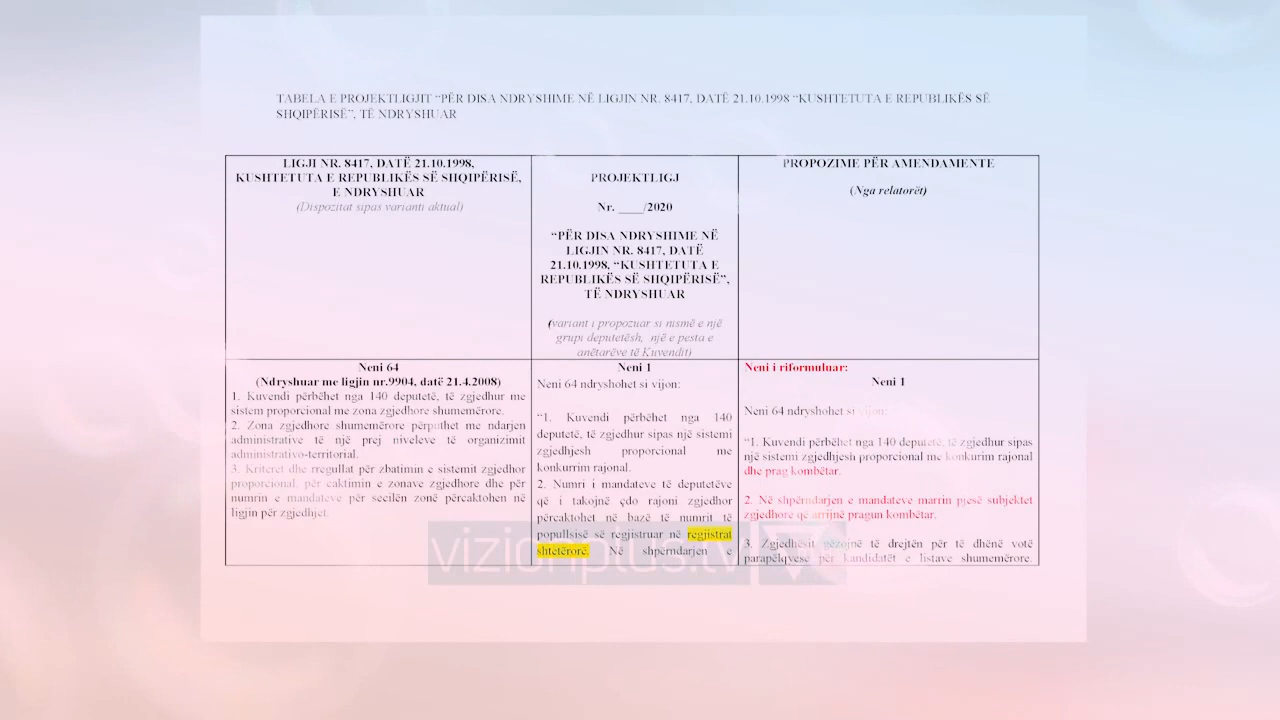 TABELA E PROJEKTLIGJIT “PËR DISA NDRYSHIME NË LIGJIN NR. 8417, DATË 21.10.1998 “KUSHTETUTA E REPUBLIKËS SË
SHQIPËRISË”, TË NDRYSHUAR
LIGJI NR. 8417, DATË 21.10.1998,
KUSHTETUTA E REPUBLIKËS SË SHQIPËRISË,
E NDRYSHUAR
(Dispozitat sipas varianti aktual)
PROJEKTLIGJ
Nr. ____/2020
“PËR DISA NDRYSHIME NË
LIGJIN NR. 8417, DATË
21.10.1998, “KUSHTETUTA E
REPUBLIKËS SË SHQIPËRISË”,
TË NDRYSHUAR
(variant i propozuar si nismë e një
grupi deputetësh, një e pesta e
anëtarëve të Kuvendit)
PROPOZIME PËR AMENDAMENTE
(Nga relatorët)
Neni 64
(Ndryshuar me ligjin nr.9904, datë 21.4.2008)
1. Kuvendi përbëhet nga 140 deputetë, të zgjedhur me
sistem proporcional me zona zgjedhore shumemërore.
2. Zona zgjedhore shumemërore përputhet me ndarjen
administrative të një prej niveleve të organizimit
administrativo-territorial.
3. Kriteret dhe rregullat për zbatimin e sistemit zgjedhor
proporcional, për caktimin e zonave zgjedhore dhe për
numrin e mandateve për secilën zonë përcaktohen në
ligjin për zgjedhjet.
Neni 1
Neni 64 ndryshohet si vijon:
“1. Kuvendi përbëhet nga 140
deputetë, të zgjedhur sipas një sistemi
zgjedhjesh proporcional me
konkurrim rajonal.
2. Numri i mandateve të deputetëve
që i takojnë çdo rajoni zgjedhor
përcaktohet në bazë të numrit të
popullsisë së regjistruar në regjistrat
shtetërorë. Në shpërndarjen e
Neni i riformuluar:
Neni 1
Neni 64 ndryshohet si vijon:
“1. Kuvendi përbëhet nga 140 deputetë, të zgjedhur sipas
një sistemi zgjedhjesh proporcional me konkurim rajonal
dhe prag kombëtar.
2. Në shpërndarjen e mandateve marrin pjesë subjektet
zgjedhore që arrijnë pragun kombëtar.
3. Zgjedhësit gëzojnë të drejtën për të dhënë votë
parapëlqyese për kandidatët e listave shumemërore.
vizionplus.tv